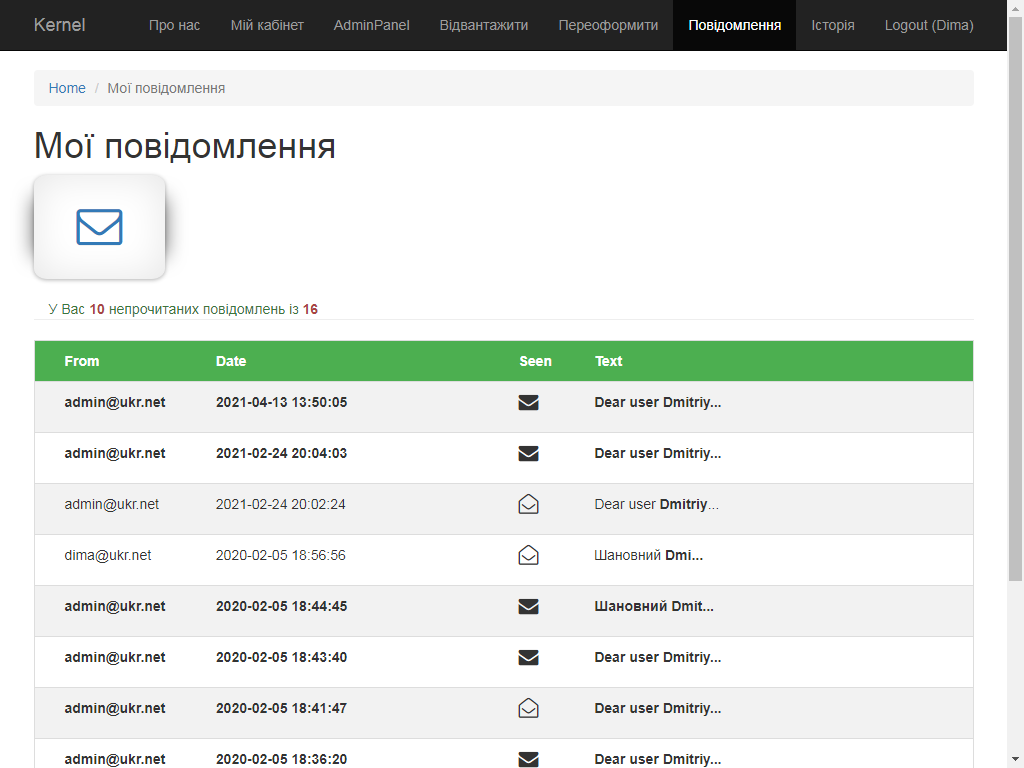 Kernel Про нас Мій кабінет AdminPanel Відвантажити Переоформити Повідомлення Історія Logout (Dima)
Home / Мої повідомлення
Мої повідомлення
У Вас 10 непрочитаних повідомлень із 16
From Date Seen Text
admin@ukr.net 2021-04-13 13:50:05 Dear user Dmitriy...
admin@ukr.net 2021-02-24 20:04:03 Dear user Dmitriy...
admin@ukr.net 2021-02-24 20:02:24 Dear user Dmitriy...
dima@ukr.net 2020-02-05 18:56:56 Шановний Dmi...
admin@ukr.net 2020-02-05 18:44:45 Шановний Dmit...
admin@ukr.net 2020-02-05 18:43:40 Dear user Dmitriy...
admin@ukr.net 2020-02-05 18:41:47 Dear user Dmitriy...
admin@ukr.net 2020-02-05 18:36:20 Dear user Dmitriy...